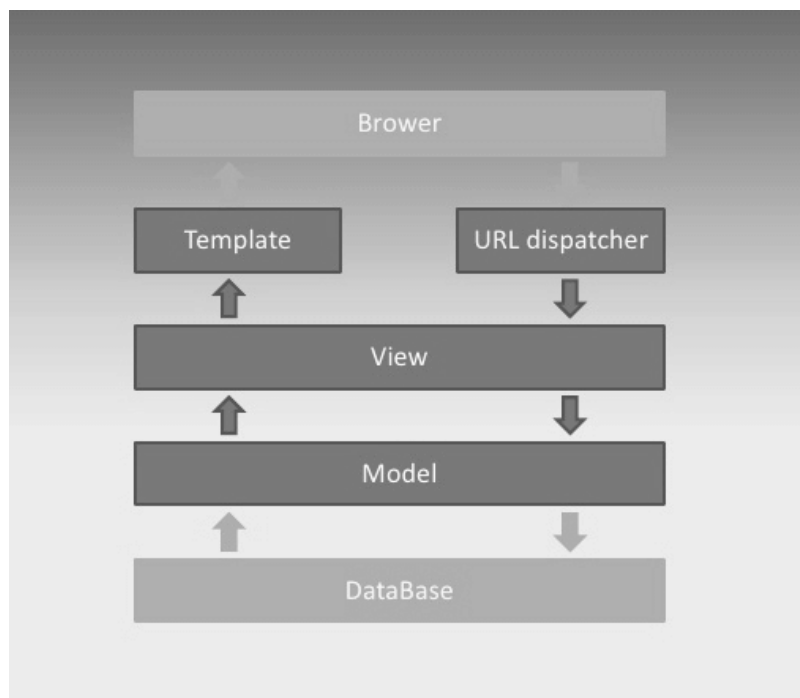 Brower
Template
URL dispatcher
View
Model
DataBase